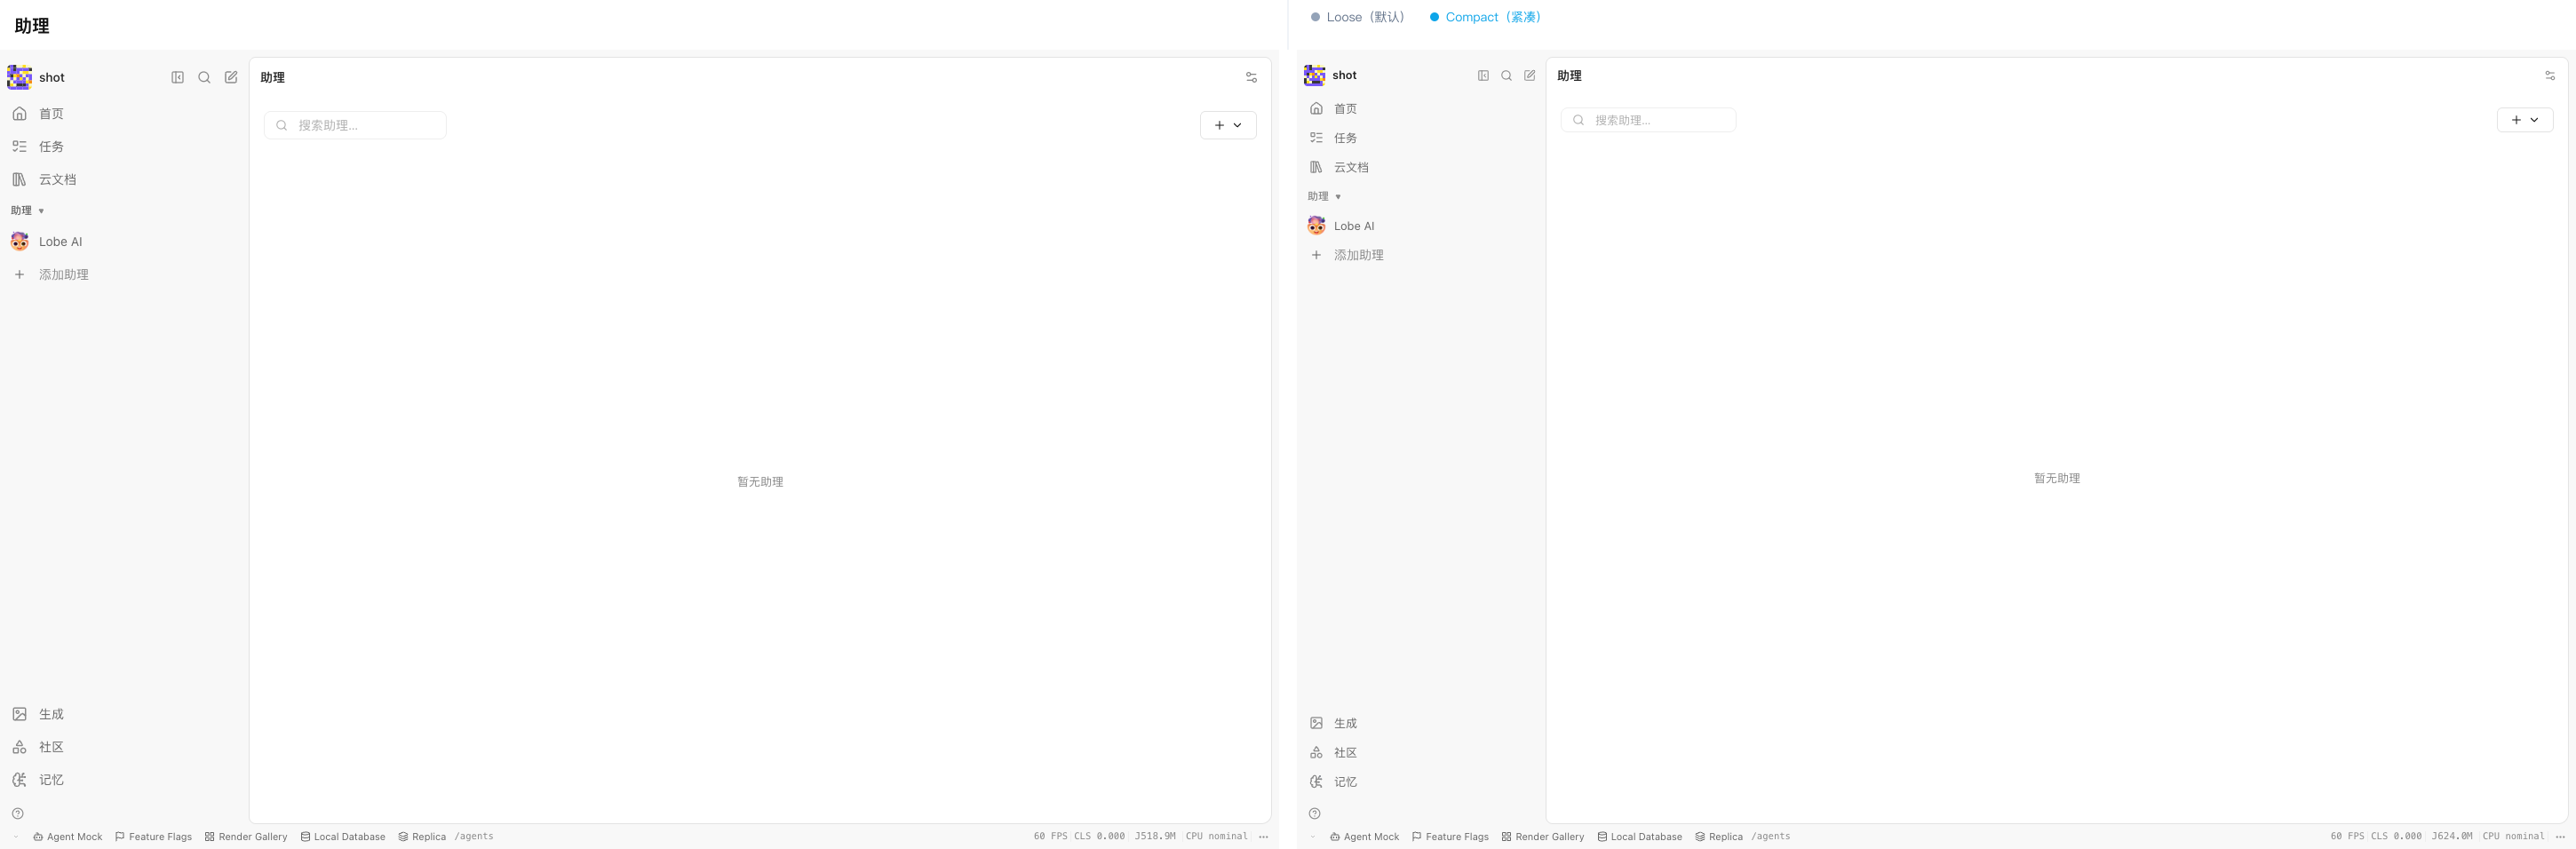 助理
Loose（默认） Compact（紧凑）
shot
首页
任务
云文档
助理
Lobe AI
添加助理
生成
社区
记忆
助理
搜索助理...
暂无助理
Agent Mock Feature Flags Render Gallery Local Database Replica /agents 60 FPS CLS 0.000 J518.9M CPU nominal
shot
首页
任务
云文档
助理
Lobe AI
添加助理
生成
社区
记忆
助理
搜索助理...
暂无助理
Agent Mock Feature Flags Render Gallery Local Database Replica /agents 60 FPS CLS 0.000 J624.0M CPU nominal